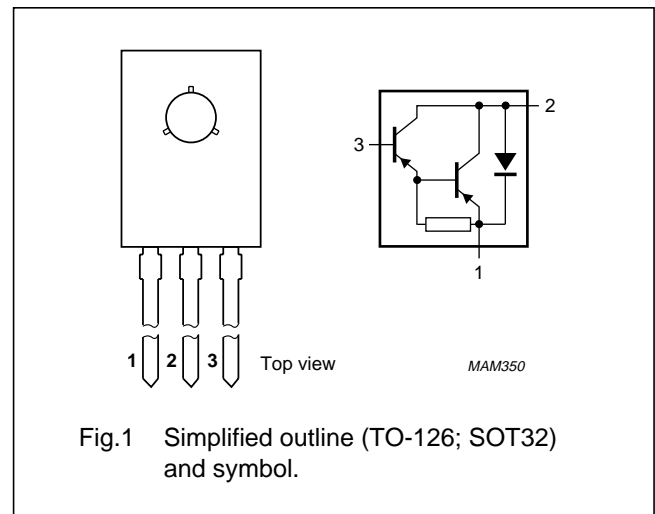 2
3
1
1 2 3 Top view
MAM350
Fig.1 Simplified outline (TO-126; SOT32)
and symbol.